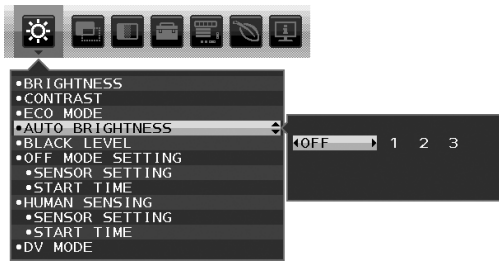 •BRIGHTNESS
•CONTRAST
•ECO MODE
•AUTO BRIGHTNESS
OFF 1 2 3
•BLACK LEVEL
•OFF MODE SETTING
•SENSOR SETTING
•START TIME
•HUMAN SENSING
•SENSOR SETTING
•START TIME
•DV MODE